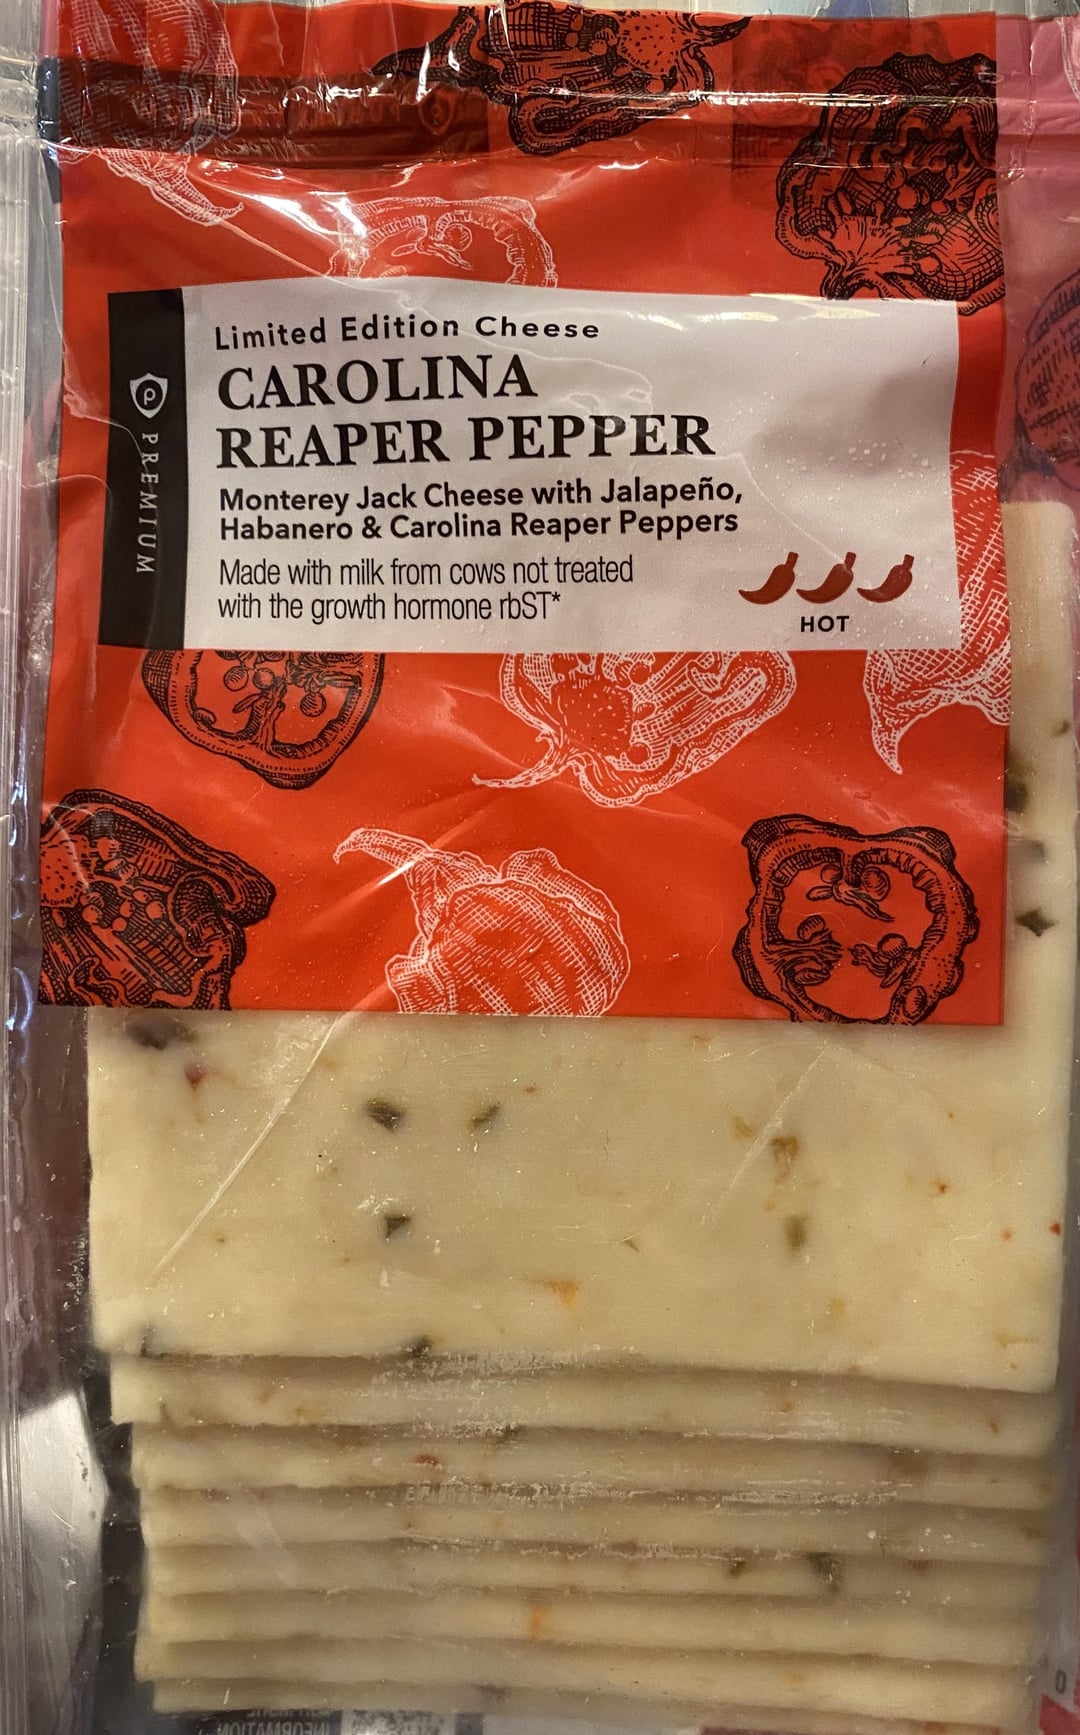 Limited Edition Cheese
CAROLINA
REAPER PEPPER
Monterey Jack Cheese with Jalapeño,
Habanero & Carolina Reaper Peppers
Made with milk from cows not treated
with the growth hormone rbST*
HOT
P PREMIUM
INFORMATION